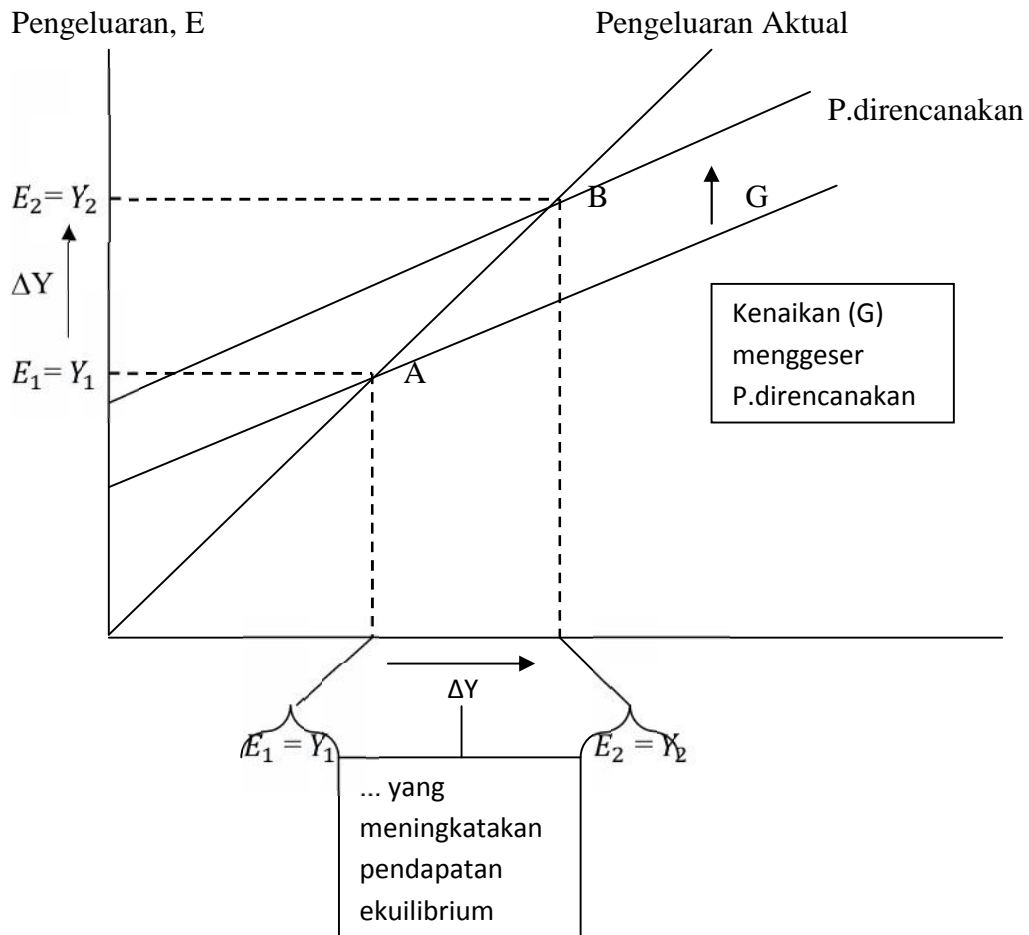 Pengeluaran, E
Pengeluaran Aktual
P.direncanakan
E₂= Y₂
B
G
ΔY
Kenaikan (G)
menggeser
P.direncanakan
E₁= Y₁
A
ΔY
E₁ = Y₁
E₂ = Y₂
... yang
meningkatakan
pendapatan
ekuilibrium